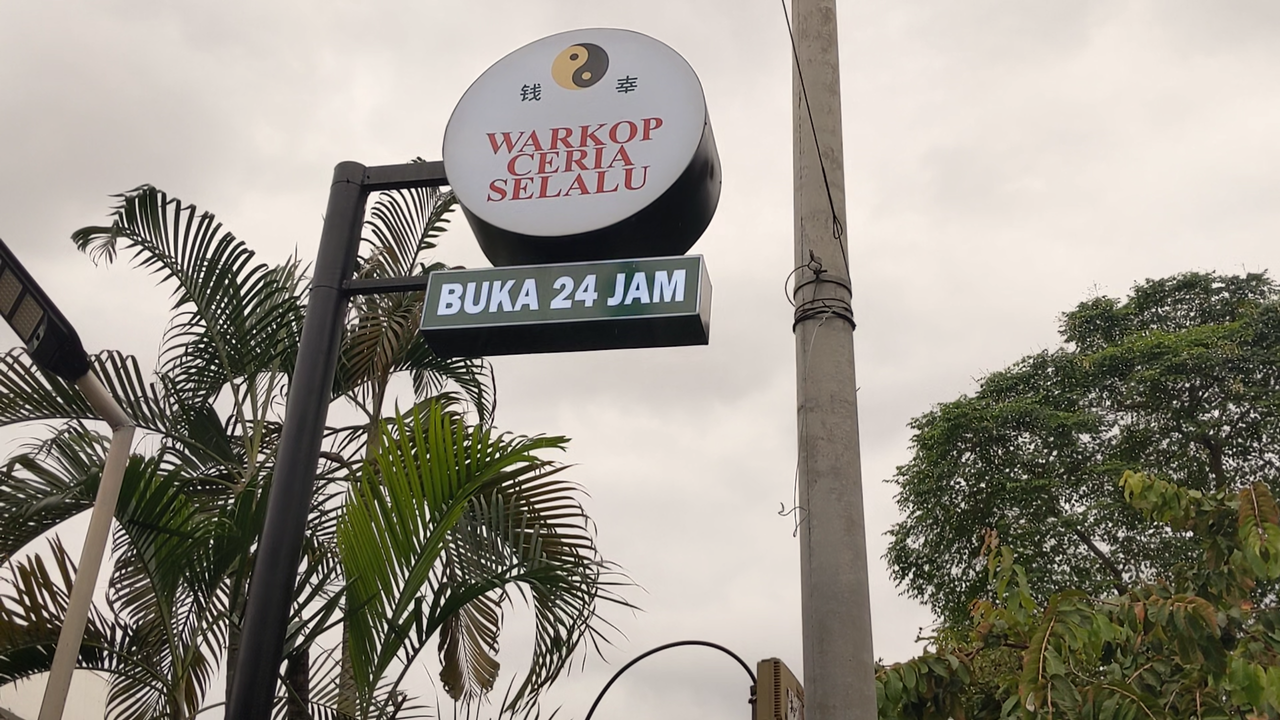 钱 幸
WARKOP
CERIA
SELALU
BUKA 24 JAM